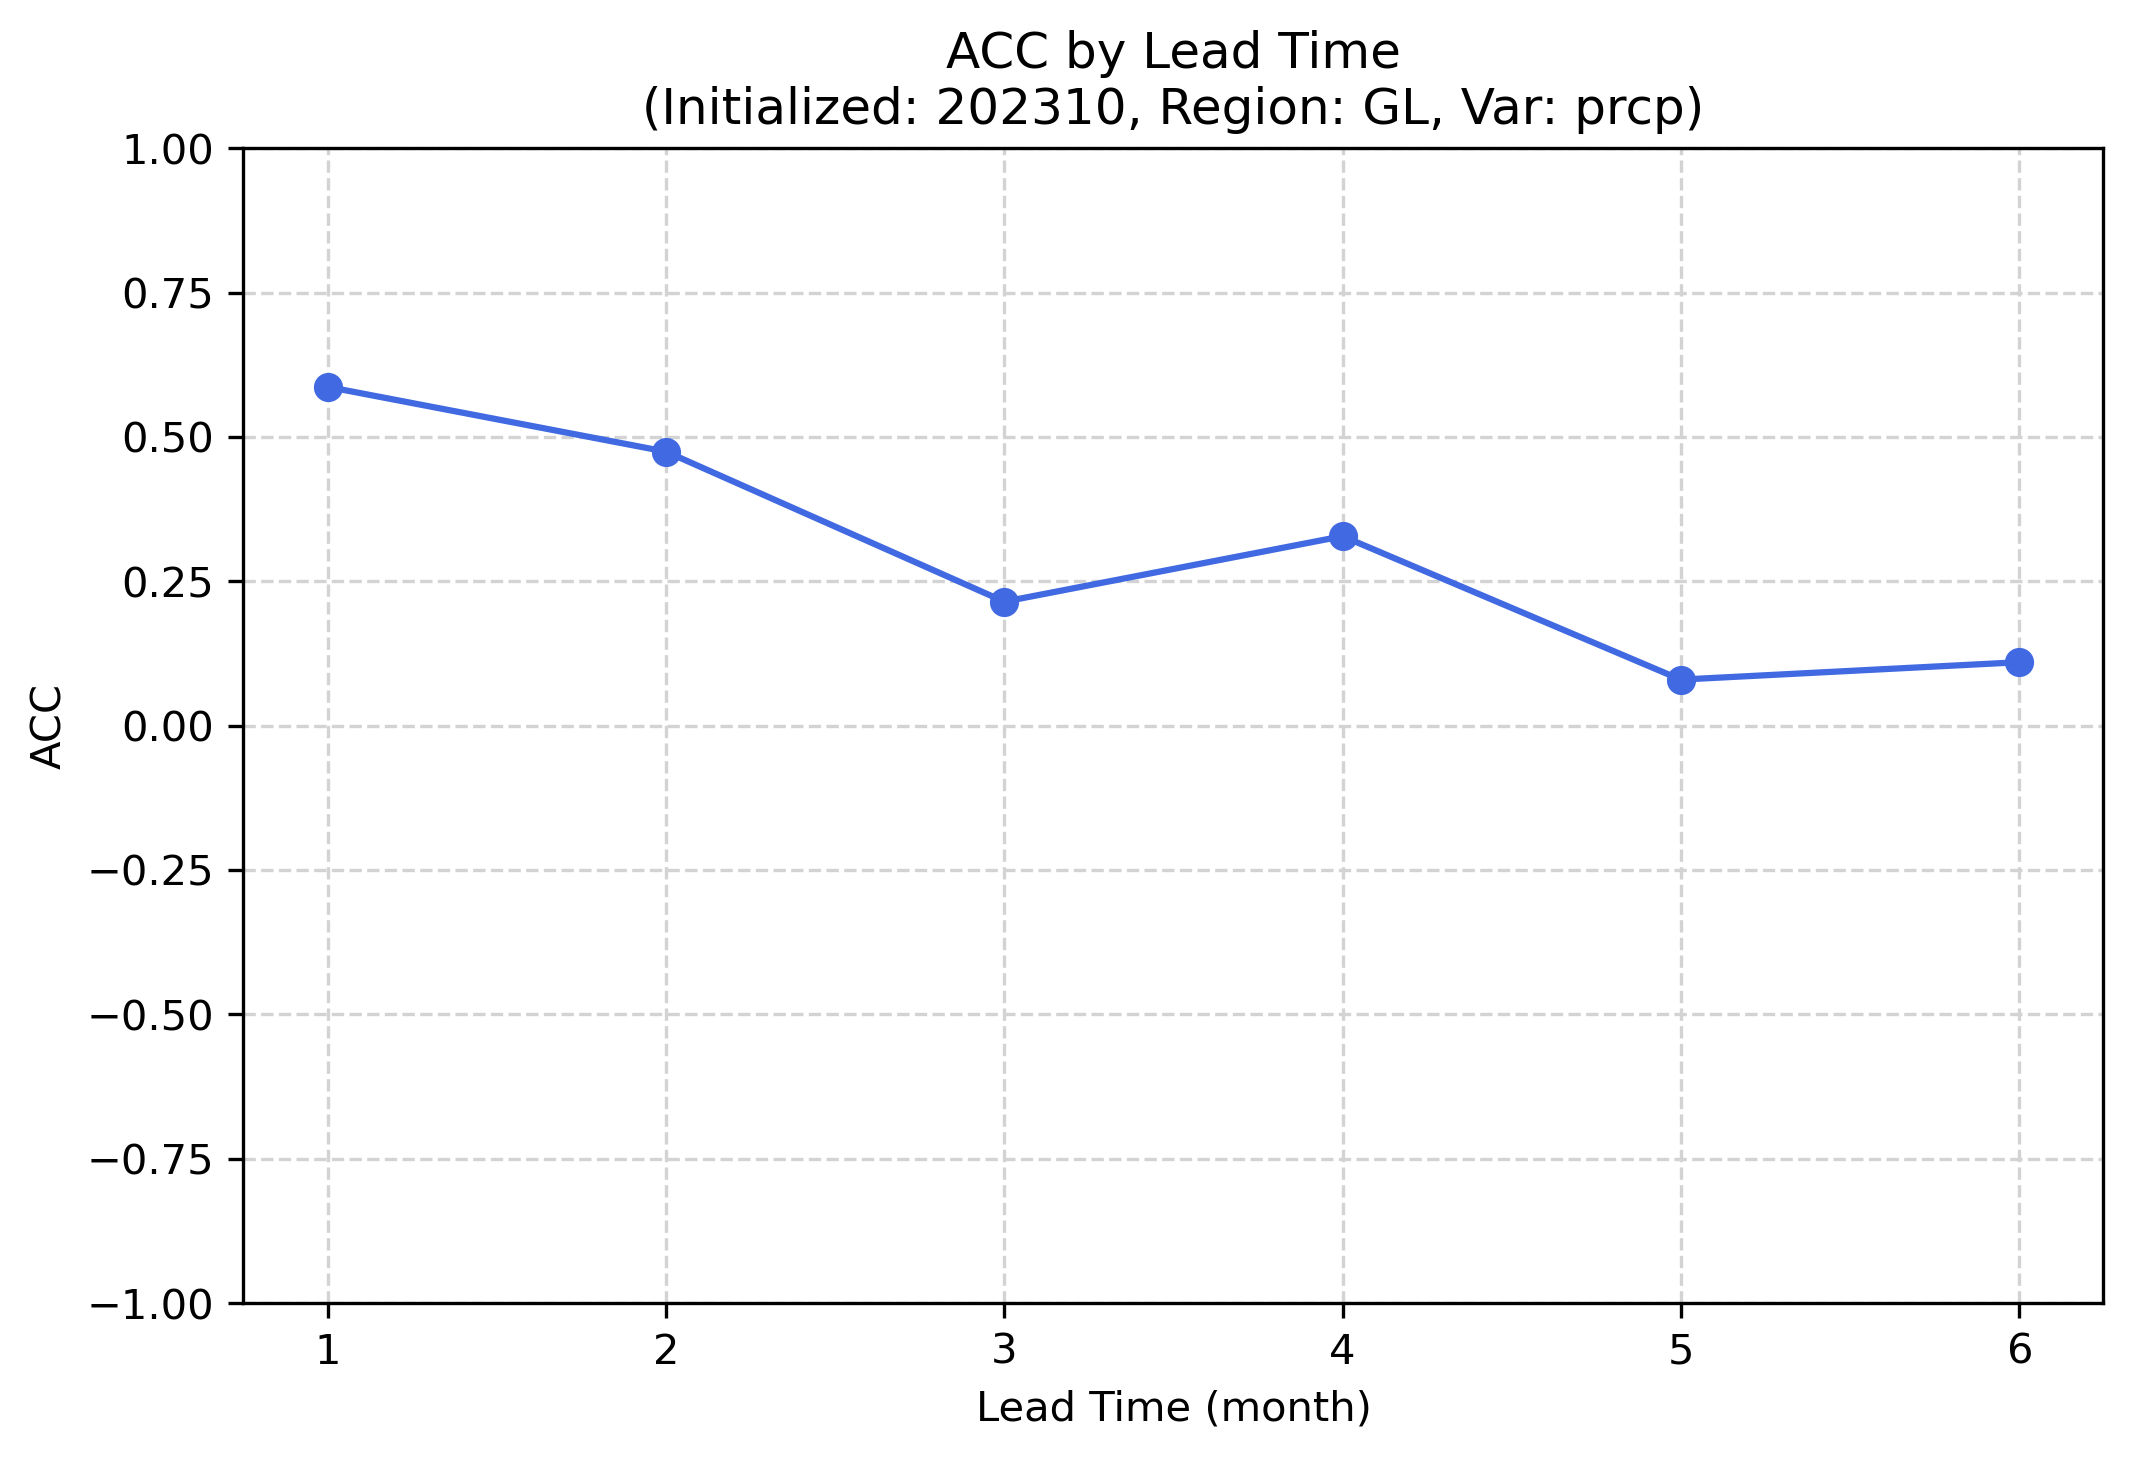 ACC by Lead Time
(Initialized: 202310, Region: GL, Var: prcp)
1.00
0.75
0.50
0.25
0.00
−0.25
−0.50
−0.75
−1.00
ACC
1 2 3 4 5 6
Lead Time (month)